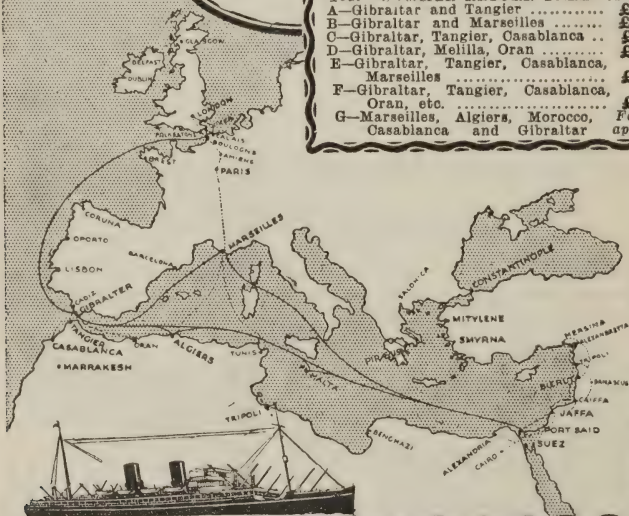 A—Gibraltar and Tangier .......... £
B—Gibraltar and Marseilles ........ £
C—Gibraltar, Tangier, Casablanca .. £
D—Gibraltar, Melilla, Oran ........ £
E—Gibraltar, Tangier, Casablanca,
Marseilles .................... £
F—Gibraltar, Tangier, Casablanca,
Oran, etc. .................... £
G—Marseilles, Algiers, Morocco,
Casablanca and Gibraltar
GLASGOW
BELFAST
DUBLIN
LONDON
CALAIS
BOULOGNE
AMIENS
BREST
PARIS
CORUNA
OPORTO
BARCELONA
MARSEILLES
LISBON
CADIZ
GIBRALTER
TANGIER
CASABLANCA
MARRAKESH
ORAN
ALGIERS
TUNIS
MALTA
TRIPOLI
BENGHAZI
SALONICA
CONSTANTINOPLE
MITYLENE
SMYRNA
MERSINA
ALEXANDRETTA
TRIPOLI
DAMASCUS
CAIFFA
JAFFA
PORT SAID
SUEZ
ALEXANDRIA
CAIRO